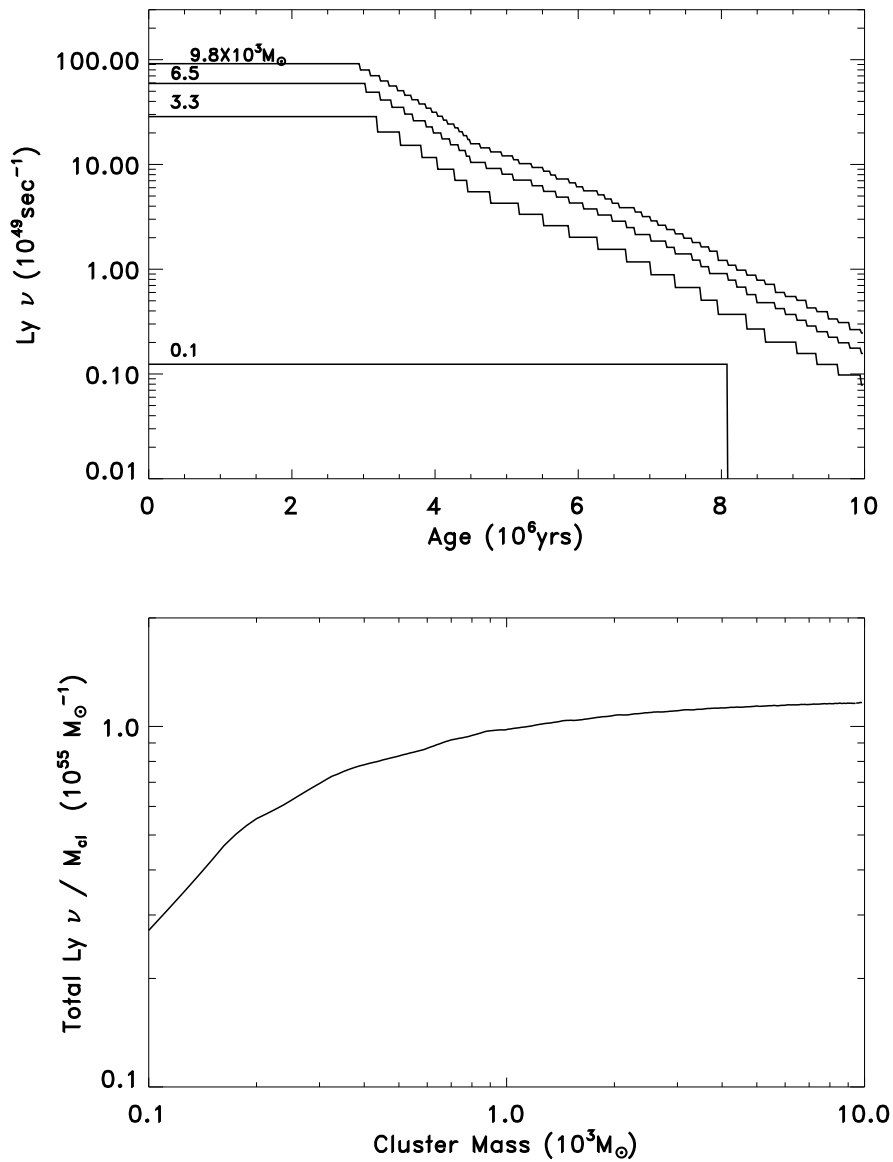 100.00
10.00
1.00
0.10
0.01
9.8X10³M⊙
6.5
3.3
0.1
0 2 4 6 8 10
Age (10⁶yrs)
Ly ν (10⁴⁹sec⁻¹)
1.0
0.1
0.1 1.0 10.0
Cluster Mass (10³M⊙)
Total Ly ν / Mcl (10⁵⁵ M⊙⁻¹)